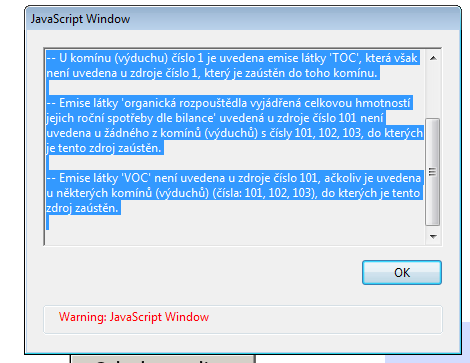 JavaScript Window
-- U komínu (výduchu) číslo 1 je uvedena emise látky 'TOC', která však
není uvedena u zdroje číslo 1, který je zaústěn do toho komínu.
-- Emise látky 'organická rozpouštědla vyjádřená celkovou hmotností
jejich roční spotřeby dle bilance' uvedená u zdroje číslo 101 není
uvedena u žádného z komínů (výduchů) s čísly 101, 102, 103, do kterých
je tento zdroj zaústěn.
-- Emise látky 'VOC' není uvedena u zdroje číslo 101, ačkoliv je uvedena
u některých komínů (výduchů) (čísla: 101, 102, 103), do kterých je tento
zdroj zaústěn.
OK
Warning: JavaScript Window